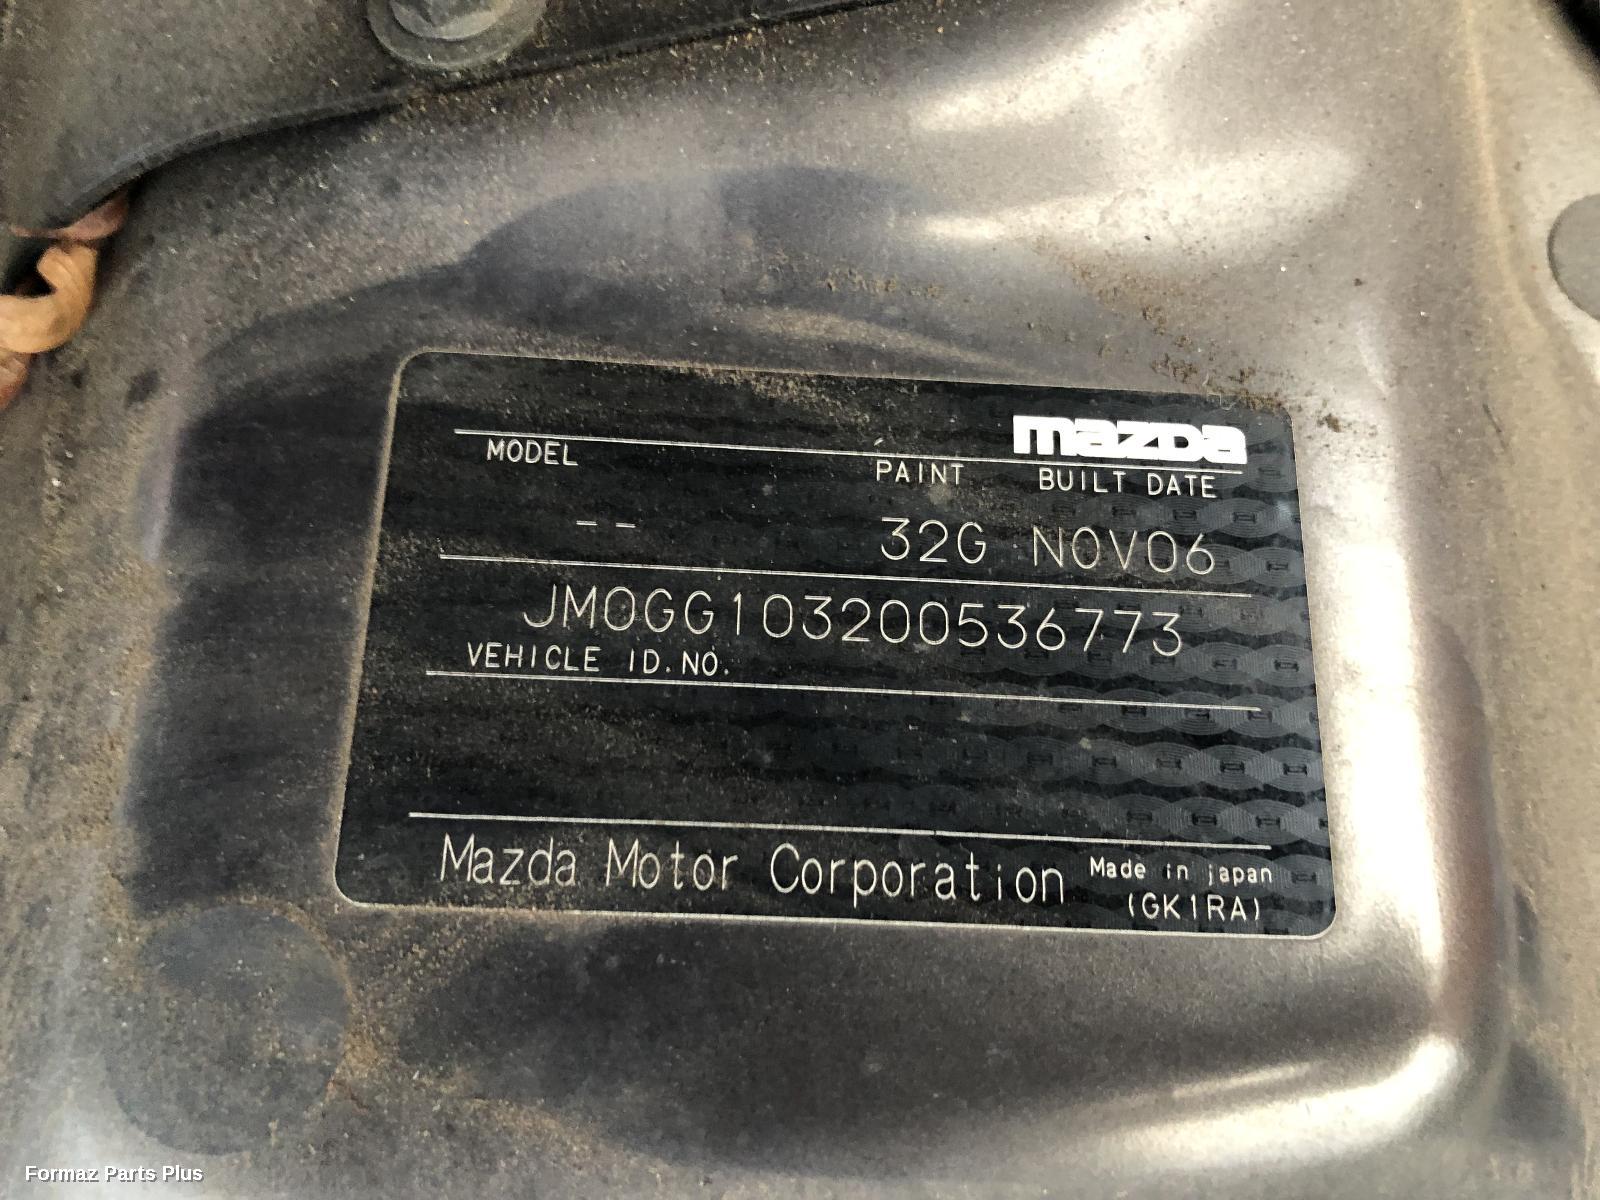 mazda
MODEL PAINT BUILT DATE
-- 32G NOV06
JM0GG103200536773
VEHICLE ID.NO.
Mazda Motor Corporation Made in japan
(GK1RA)
Formaz Parts Plus